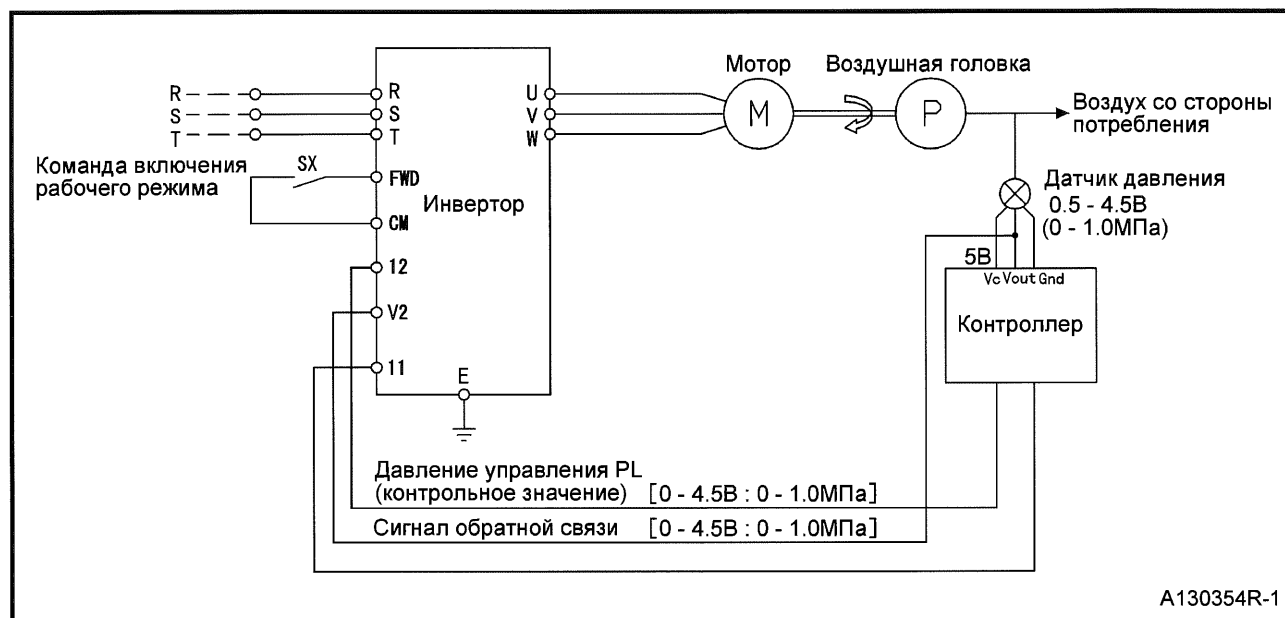 Мотор
Воздушная головка
R
S
T
R
S
T
U
V
W
M
P
Воздух со стороны
потребления
Команда включения
рабочего режима
SX
FWD
CM
Инвертор
Датчик давления
0.5 - 4.5В
(0 - 1.0МПа)
12
V2
11
5В
Vc Vout Gnd
Контроллер
E
Давление управления PL
(контрольное значение) [0 - 4.5В : 0 - 1.0МПа]
Сигнал обратной связи [0 - 4.5В : 0 - 1.0МПа]
A130354R-1